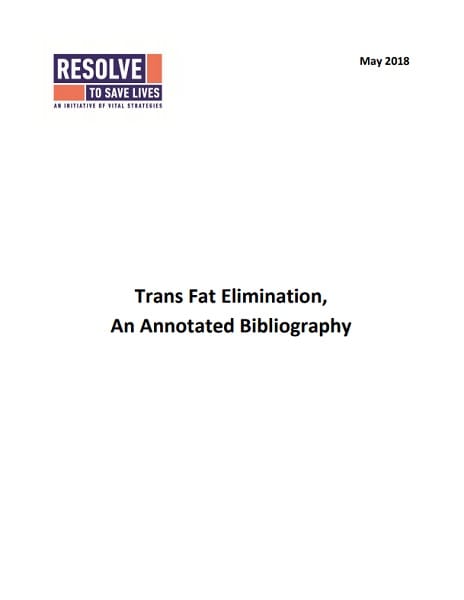 RESOLVE
TO SAVE LIVES
AN INITIATIVE OF VITAL STRATEGIES
May 2018
Trans Fat Elimination,
An Annotated Bibliography